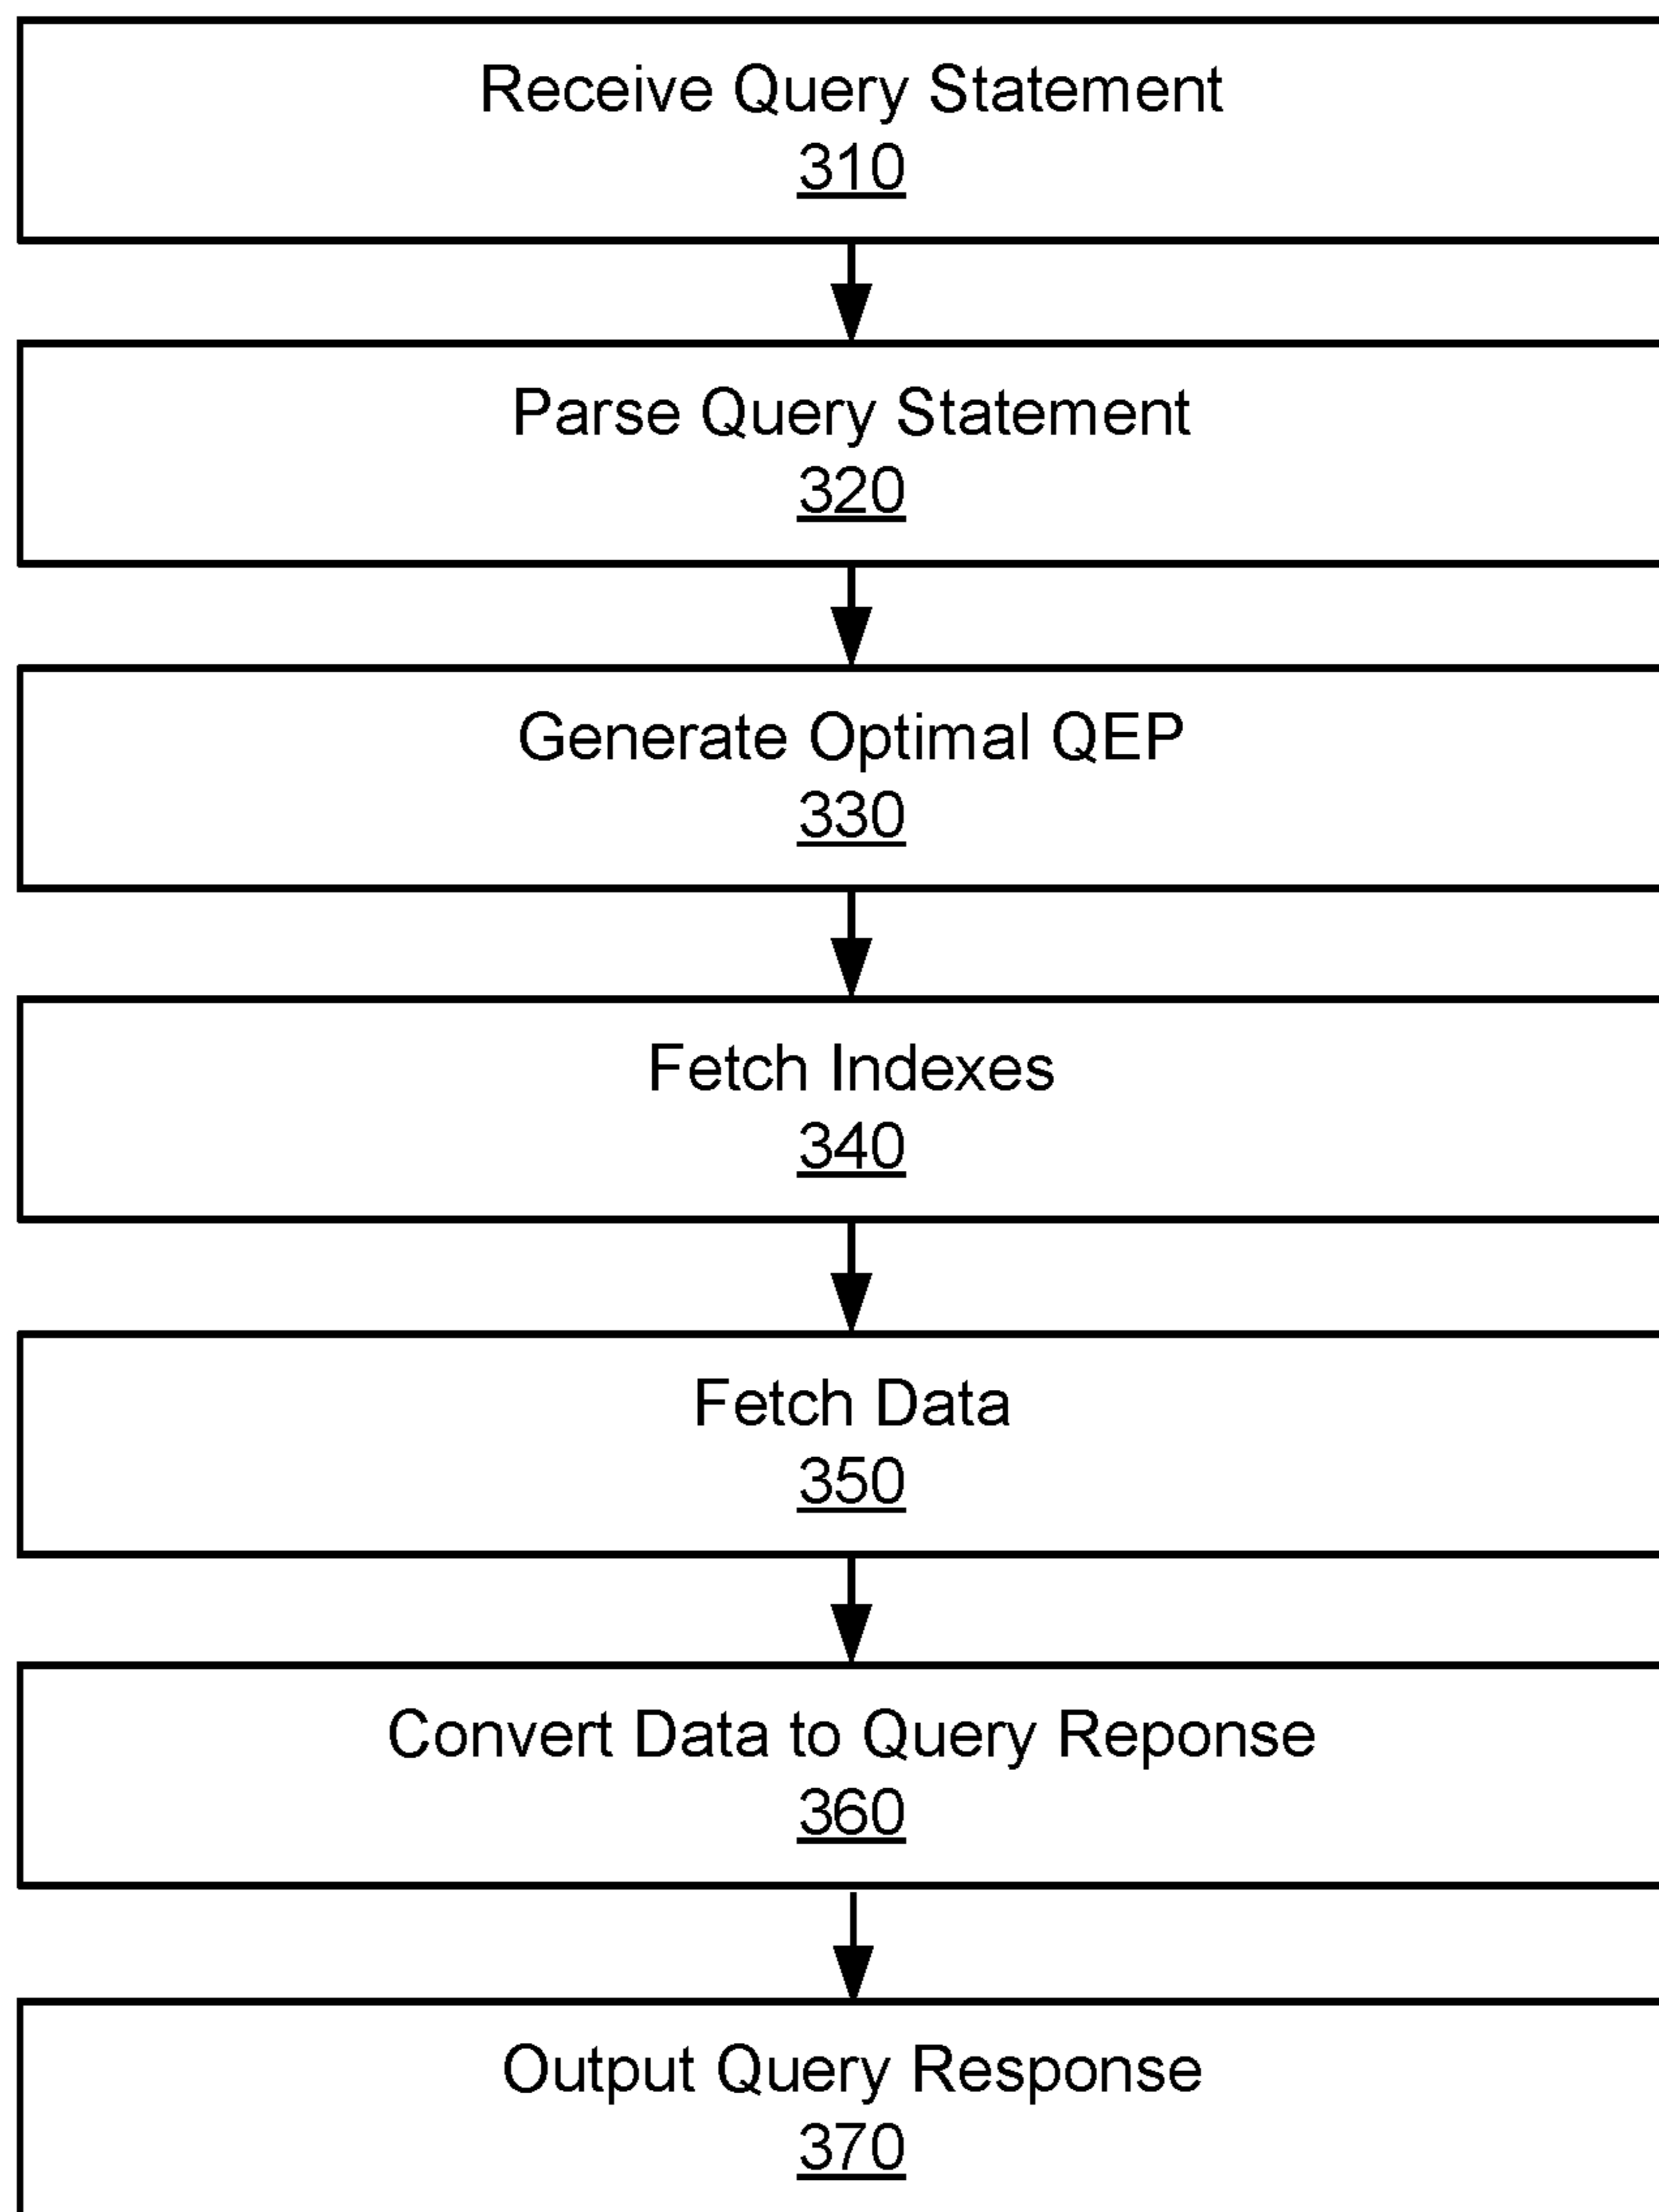 Receive Query Statement
310
Parse Query Statement
320
Generate Optimal QEP
330
Fetch Indexes
340
Fetch Data
350
Convert Data to Query Reponse
360
Output Query Response
370